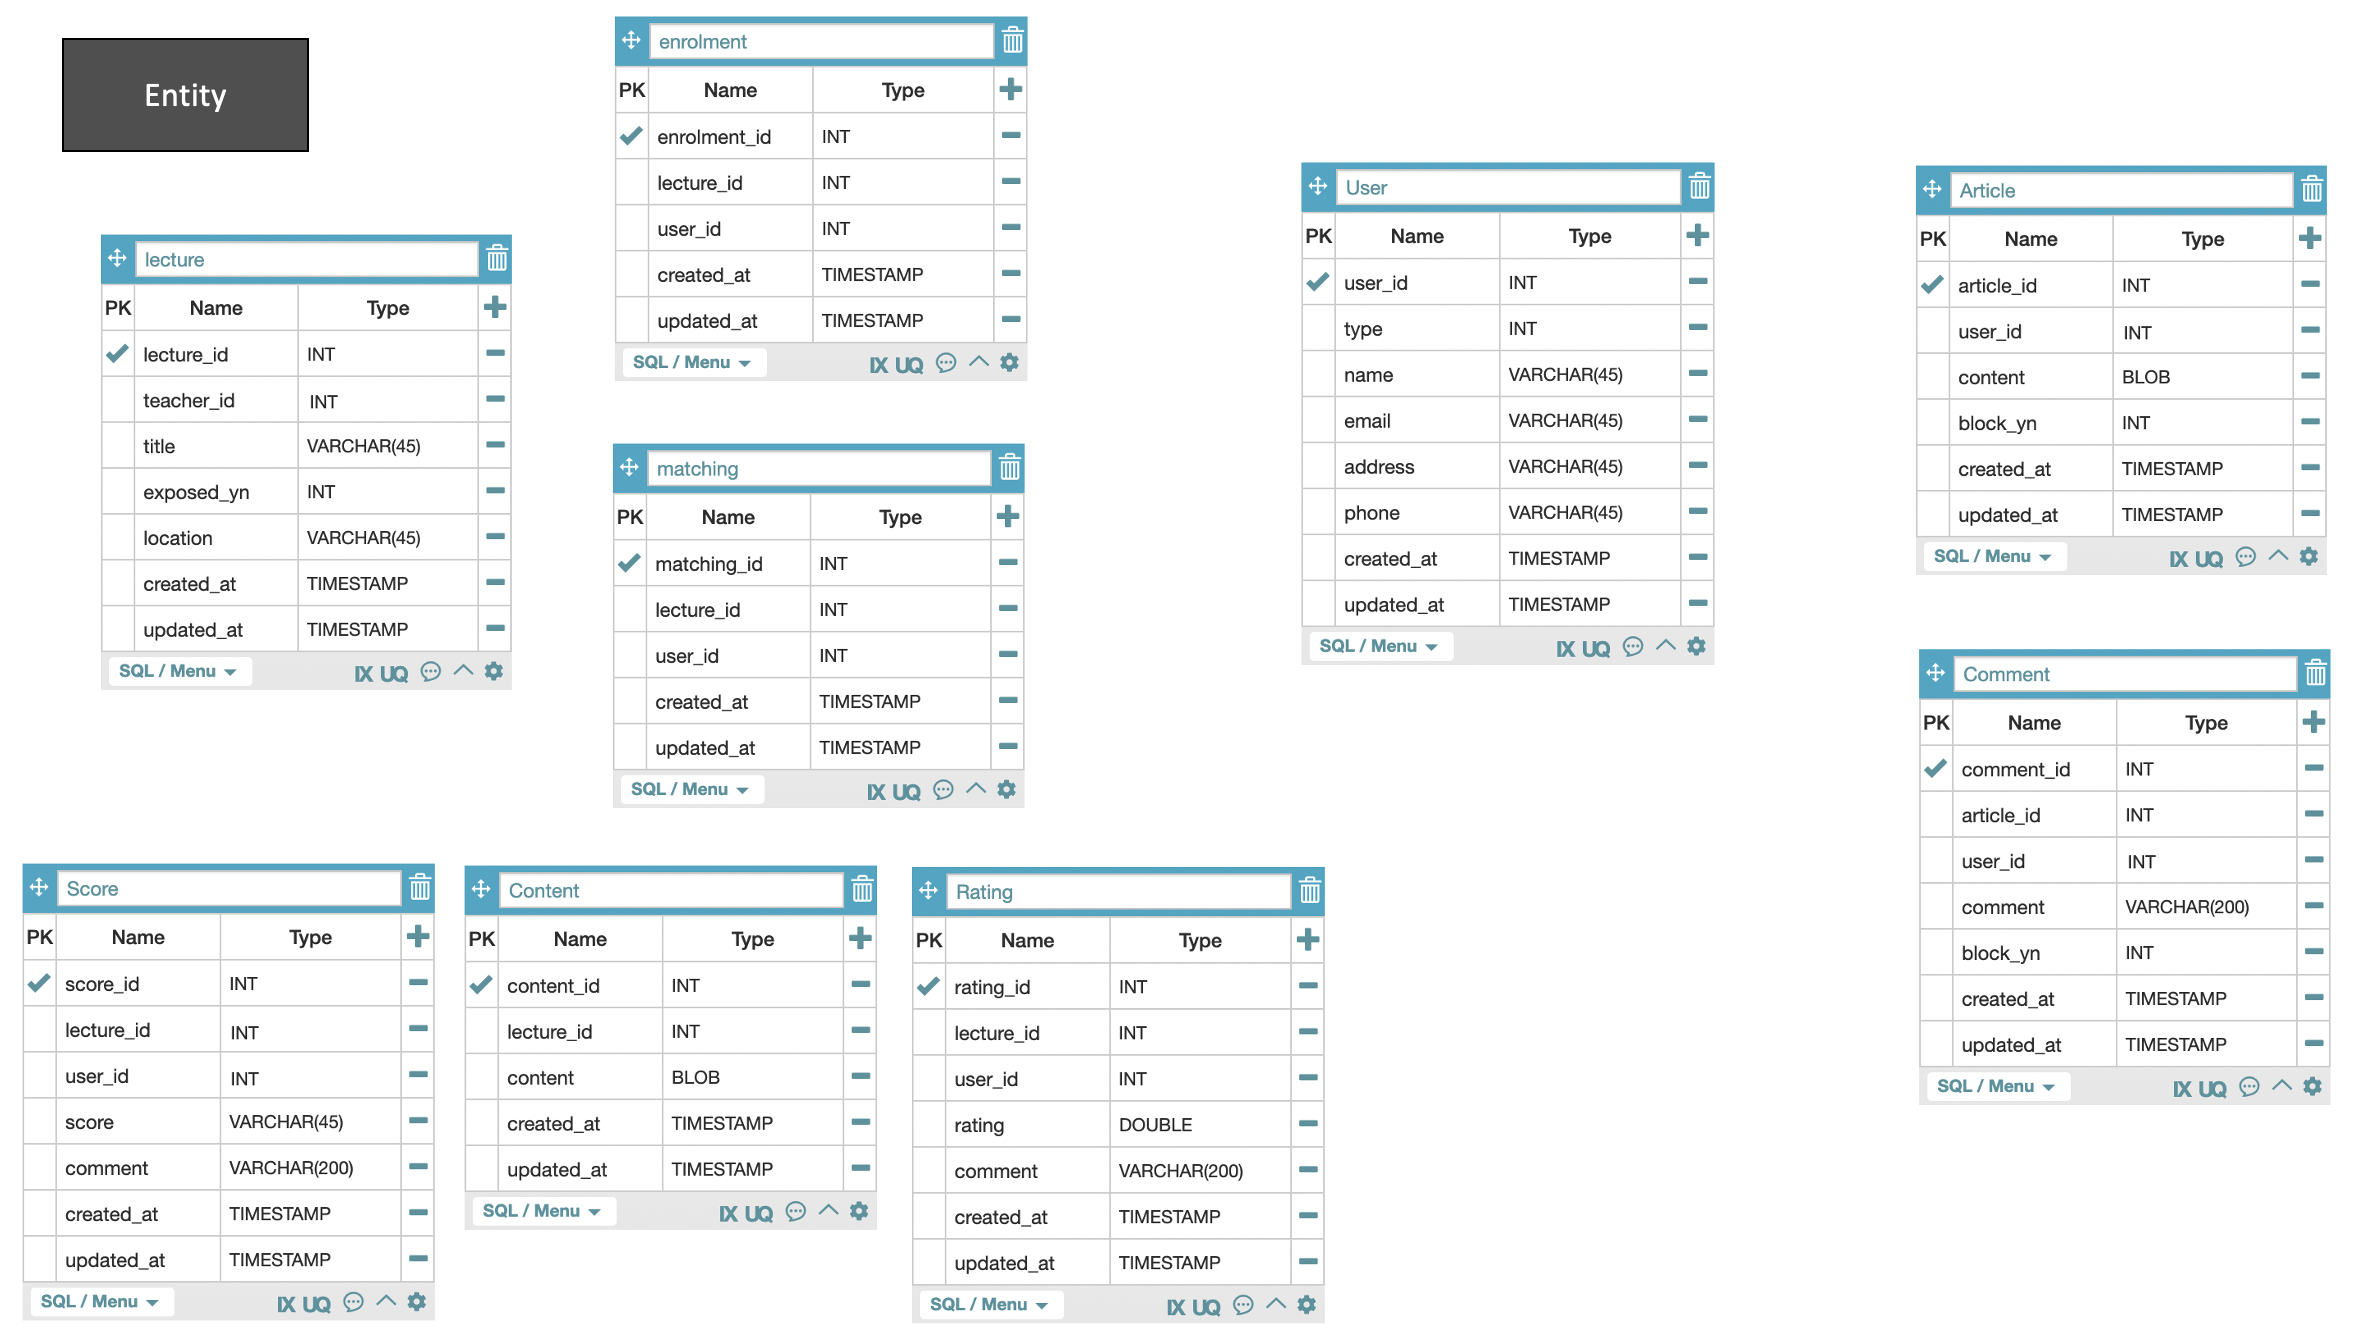 Entity
enrolment
PK Name Type
enrolment_id INT
lecture_id INT
user_id INT
created_at TIMESTAMP
updated_at TIMESTAMP
SQL / Menu IX UQ
lecture
PK Name Type
lecture_id INT
teacher_id INT
title VARCHAR(45)
exposed_yn INT
location VARCHAR(45)
created_at TIMESTAMP
updated_at TIMESTAMP
SQL / Menu IX UQ
matching
PK Name Type
matching_id INT
lecture_id INT
user_id INT
created_at TIMESTAMP
updated_at TIMESTAMP
SQL / Menu IX UQ
User
PK Name Type
user_id INT
type INT
name VARCHAR(45)
email VARCHAR(45)
address VARCHAR(45)
phone VARCHAR(45)
created_at TIMESTAMP
updated_at TIMESTAMP
SQL / Menu IX UQ
Article
PK Name Type
article_id INT
user_id INT
content BLOB
block_yn INT
created_at TIMESTAMP
updated_at TIMESTAMP
SQL / Menu IX UQ
Comment
PK Name Type
comment_id INT
article_id INT
user_id INT
comment VARCHAR(200)
block_yn INT
created_at TIMESTAMP
updated_at TIMESTAMP
SQL / Menu IX UQ
Score
PK Name Type
score_id INT
lecture_id INT
user_id INT
score VARCHAR(45)
comment VARCHAR(200)
created_at TIMESTAMP
updated_at TIMESTAMP
SQL / Menu IX UQ
Content
PK Name Type
content_id INT
lecture_id INT
content BLOB
created_at TIMESTAMP
updated_at TIMESTAMP
SQL / Menu IX UQ
Rating
PK Name Type
rating_id INT
lecture_id INT
user_id INT
rating DOUBLE
comment VARCHAR(200)
created_at TIMESTAMP
updated_at TIMESTAMP
SQL / Menu IX UQ